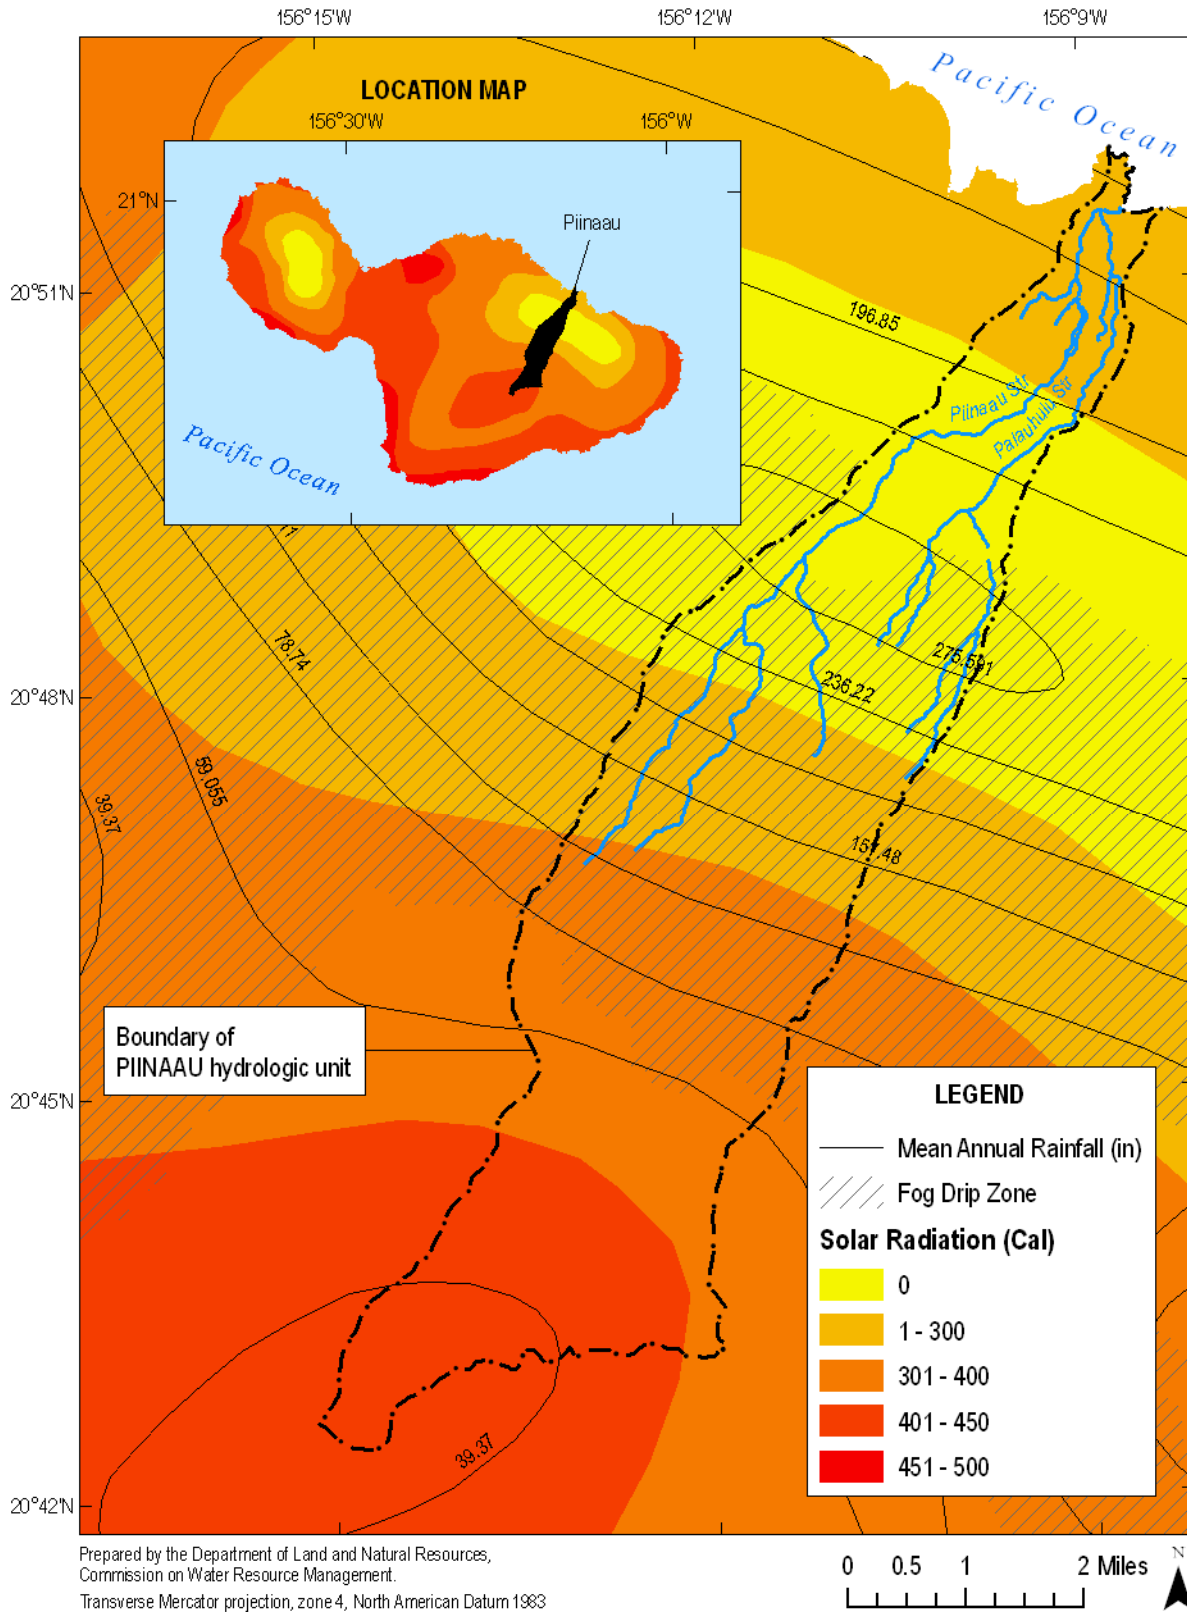 156°15'W
156°12'W
156°9'W
Pacific Ocean
LOCATION MAP
156°30'W
156°W
21°N
Piinaau
Pacific Ocean
20°51'N
196.85
Piinaau Str
Palauhulu Str
11
78.74
275.591
236.22
20°48'N
59.055
39.37
157.48
Boundary of
PIINAAU hydrologic unit
20°45'N
LEGEND
Mean Annual Rainfall (in)
Fog Drip Zone
Solar Radiation (Cal)
0
1 - 300
301 - 400
401 - 450
451 - 500
39.37
20°42'N
Prepared by the Department of Land and Natural Resources,
Commission on Water Resource Management.
Transverse Mercator projection, zone 4, North American Datum 1983
0 0.5 1 2 Miles
N